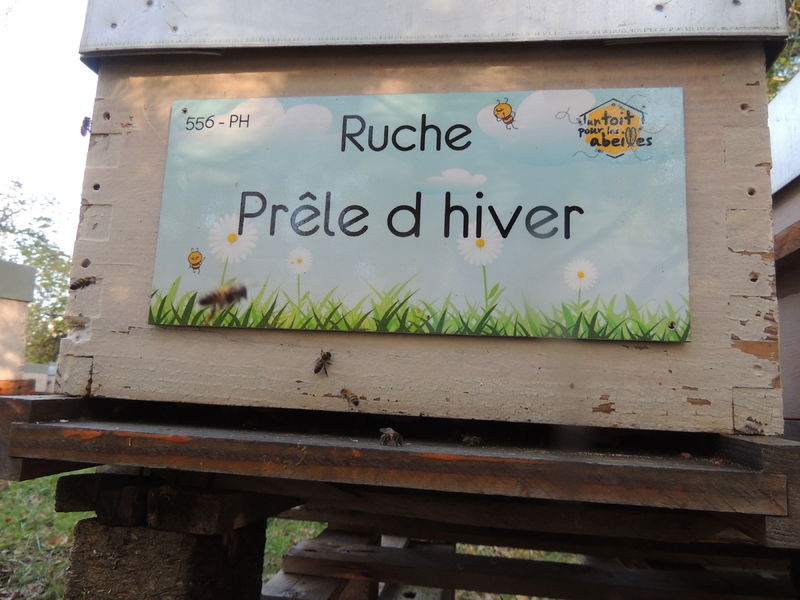 556 - PH
Ruche
Prêle d hiver
un toit
pour les
abeilles